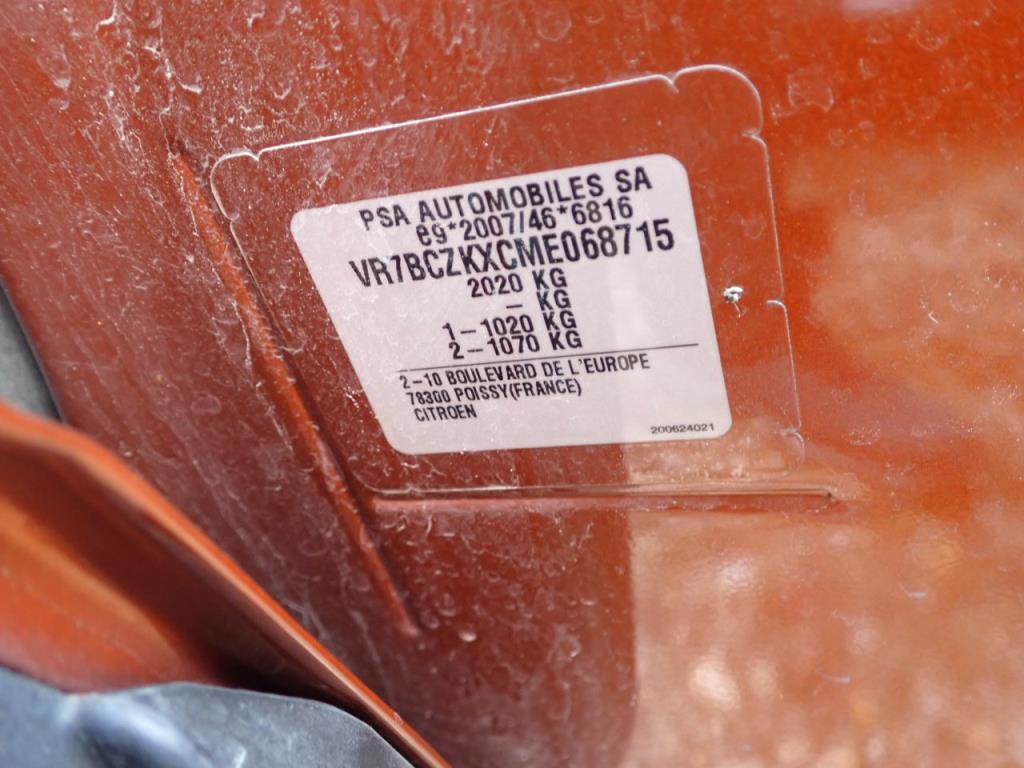 PSA AUTOMOBILES SA
e9*2007/46*6816
VR7BCZKXCME068715
2020 KG
– KG
1–1020 KG
2–1070 KG
2–10 BOULEVARD DE L'EUROPE
78300 POISSY(FRANCE)
CITROEN
200624021